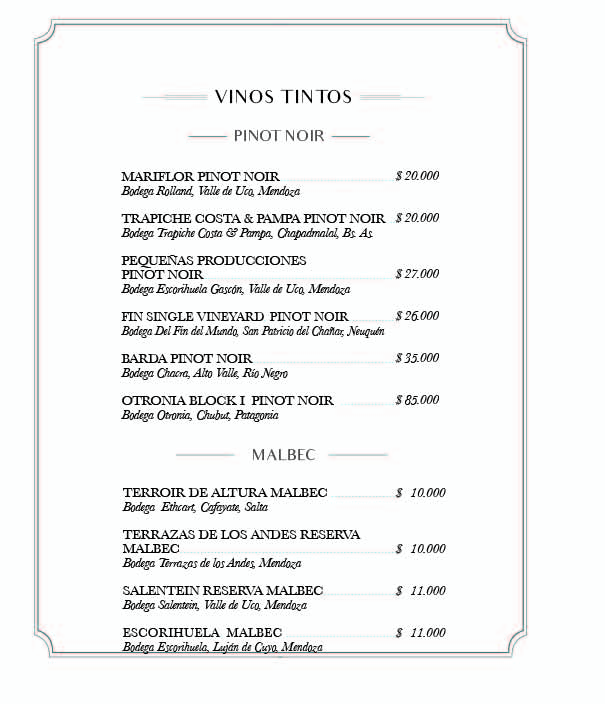 VINOS TINTOS
PINOT NOIR
MARIFLOR PINOT NOIR $ 20.000
Bodega Rolland, Valle de Uco, Mendoza
TRAPICHE COSTA & PAMPA PINOT NOIR $ 20.000
Bodega Trapiche Costa & Pampa, Chapadmalal, Bs. As.
PEQUEÑAS PRODUCCIONES
PINOT NOIR $ 27.000
Bodega Escorihuela Gascón, Valle de Uco, Mendoza
FIN SINGLE VINEYARD PINOT NOIR $ 26.000
Bodega Del Fin del Mundo, San Patricio del Chañar, Neuquén
BARDA PINOT NOIR $ 35.000
Bodega Chacra, Alto Valle, Río Negro
OTRONIA BLOCK I PINOT NOIR $ 85.000
Bodega Otronia, Chubut, Patagonia
MALBEC
TERROIR DE ALTURA MALBEC $ 10.000
Bodega Ethcart, Cafayate, Salta
TERRAZAS DE LOS ANDES RESERVA
MALBEC $ 10.000
Bodega Terrazas de los Andes, Mendoza
SALENTEIN RESERVA MALBEC $ 11.000
Bodega Salentein, Valle de Uco, Mendoza
ESCORIHUELA MALBEC $ 11.000
Bodega Escorihuela, Luján de Cuyo, Mendoza